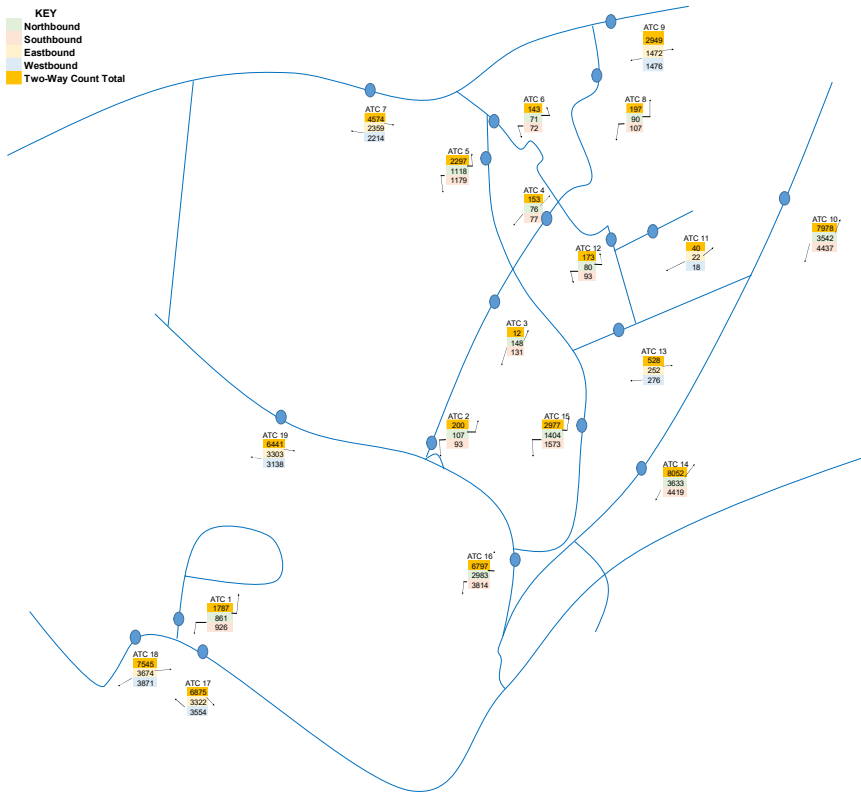 KEY
Northbound
Southbound
Eastbound
Westbound
Two-Way Count Total
ATC 9
2949
1472
1476
ATC 7
4574
2359
2214
ATC 6
143
71
72
ATC 8
197
90
107
ATC 5
2297
1118
1179
ATC 4
153
76
77
ATC 10
7978
3542
4437
ATC 11
40
22
18
ATC 12
173
80
93
ATC 3
12
148
131
ATC 13
528
252
276
ATC 2
200
107
93
ATC 15
2977
1404
1573
ATC 19
6441
3303
3138
ATC 14
8052
3633
4419
ATC 16
6797
2983
3814
ATC 1
1787
861
926
ATC 18
7545
3674
3871
ATC 17
6875
3322
3554